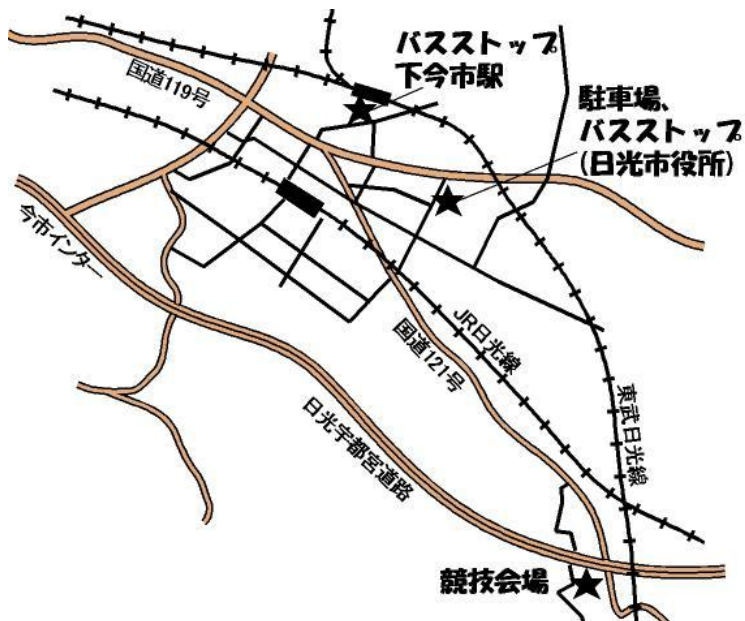 バスストップ
下今市駅
国道119号
駐車場、
バスストップ
(日光市役所)
今市インター
JR日光線
国道121号
東武日光線
日光宇都宮道路
競技会場